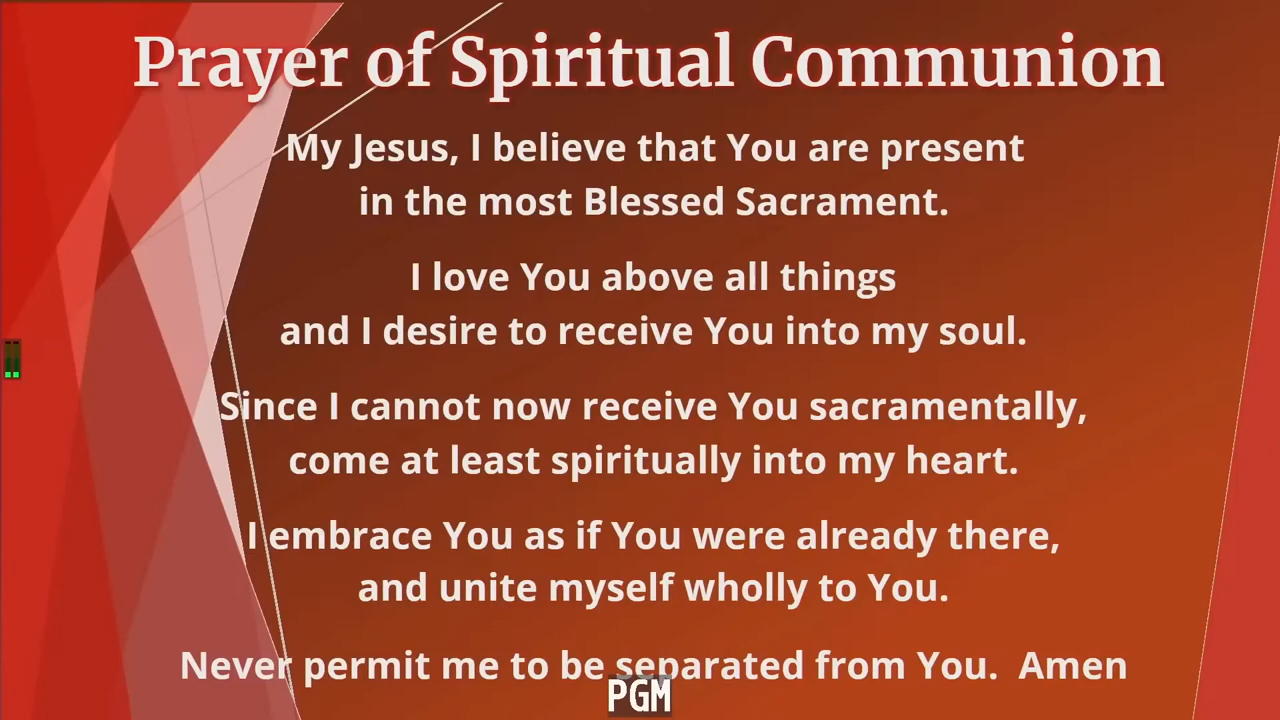 Prayer of Spiritual Communion
My Jesus, I believe that You are present
in the most Blessed Sacrament.
I love You above all things
and I desire to receive You into my soul.
Since I cannot now receive You sacramentally,
come at least spiritually into my heart.
I embrace You as if You were already there,
and unite myself wholly to You.
Never permit me to be separated from You.  Amen
PGM